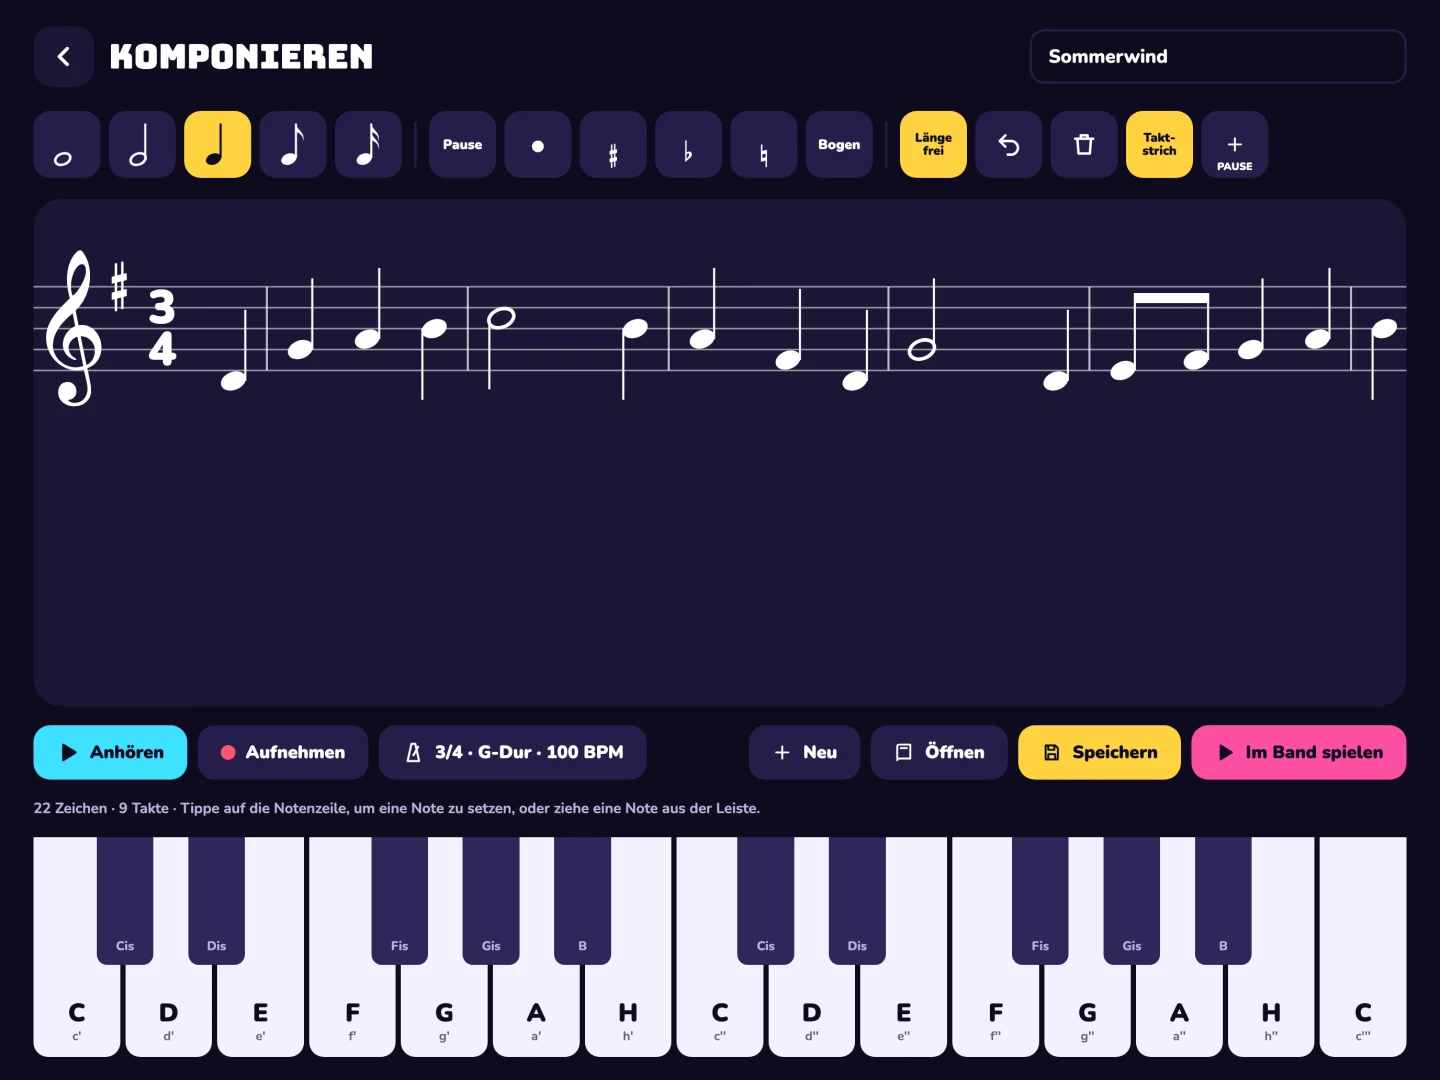 KOMPONIEREN
Sommerwind
Pause
Bogen
Länge
frei
Takt-
strich
PAUSE
3
4
Anhören
Aufnehmen
3/4 · G-Dur · 100 BPM
Neu
Öffnen
Speichern
Im Band spielen
22 Zeichen · 9 Takte · Tippe auf die Notenzeile, um eine Note zu setzen, oder ziehe eine Note aus der Leiste.
Cis Dis Fis Gis B Cis Dis Fis Gis B
C D E F G A H C D E F G A H C
c' d' e' f' g' a' h' c'' d'' e'' f'' g'' a'' h'' c'''